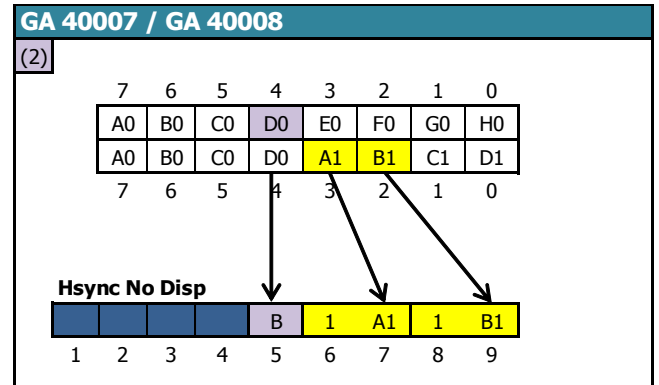 GA 40007 / GA 40008
(2)
7 6 5 4 3 2 1 0
A0 B0 C0 D0 E0 F0 G0 H0
A0 B0 C0 D0 A1 B1 C1 D1
7 6 5 4 3 2 1 0
Hsync No Disp
B 1 A1 1 B1
1 2 3 4 5 6 7 8 9